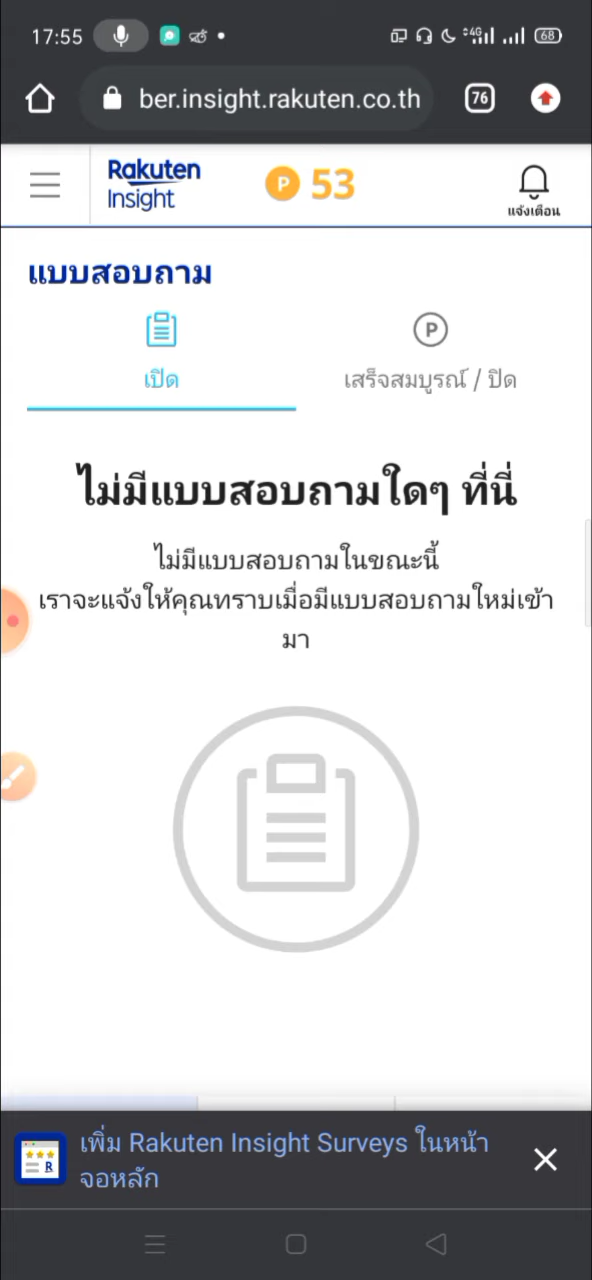 17:55
4G
68
ber.insight.rakuten.co.th
76
Rakuten
Insight
P 53
แจ้งเตือน
แบบสอบถาม
P
เปิด
เสร็จสมบูรณ์ / ปิด
ไม่มีแบบสอบถามใดๆ ที่นี่
ไม่มีแบบสอบถามในขณะนี้
เราจะแจ้งให้คุณทราบเมื่อมีแบบสอบถามใหม่เข้า
มา
เพิ่ม Rakuten Insight Surveys ในหน้า
จอหลัก
R